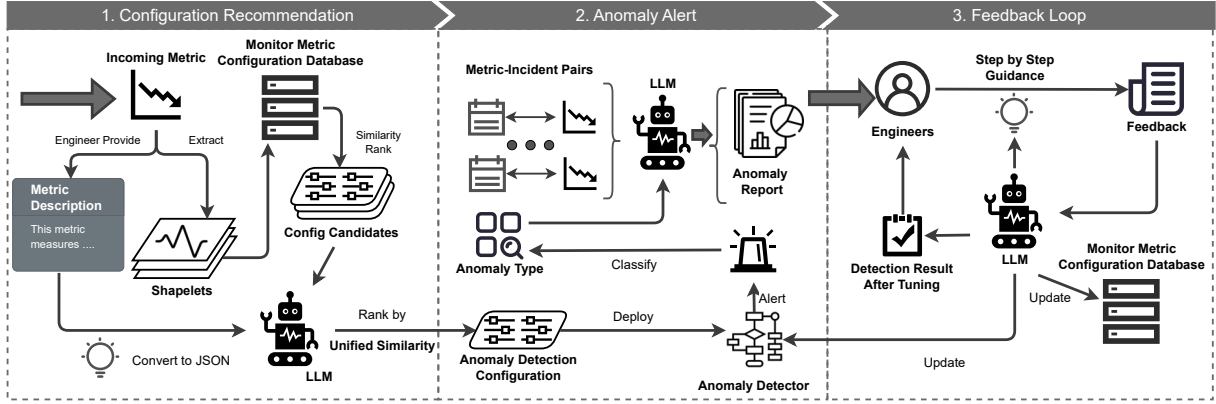 1. Configuration Recommendation
2. Anomaly Alert
3. Feedback Loop
Incoming Metric
Monitor Metric
Configuration Database
Engineer Provide
Extract
Similarity
Rank
Metric
Description
This metric
measures ....
Shapelets
Config Candidates
Convert to JSON
LLM
Rank by
Unified Similarity
Metric-Incident Pairs
LLM
Anomaly
Report
Anomaly Type
Classify
Alert
Anomaly Detection
Configuration
Deploy
Anomaly Detector
Engineers
Step by Step
Guidance
Feedback
LLM
Detection Result
After Tuning
Monitor Metric
Configuration Database
Update
Update